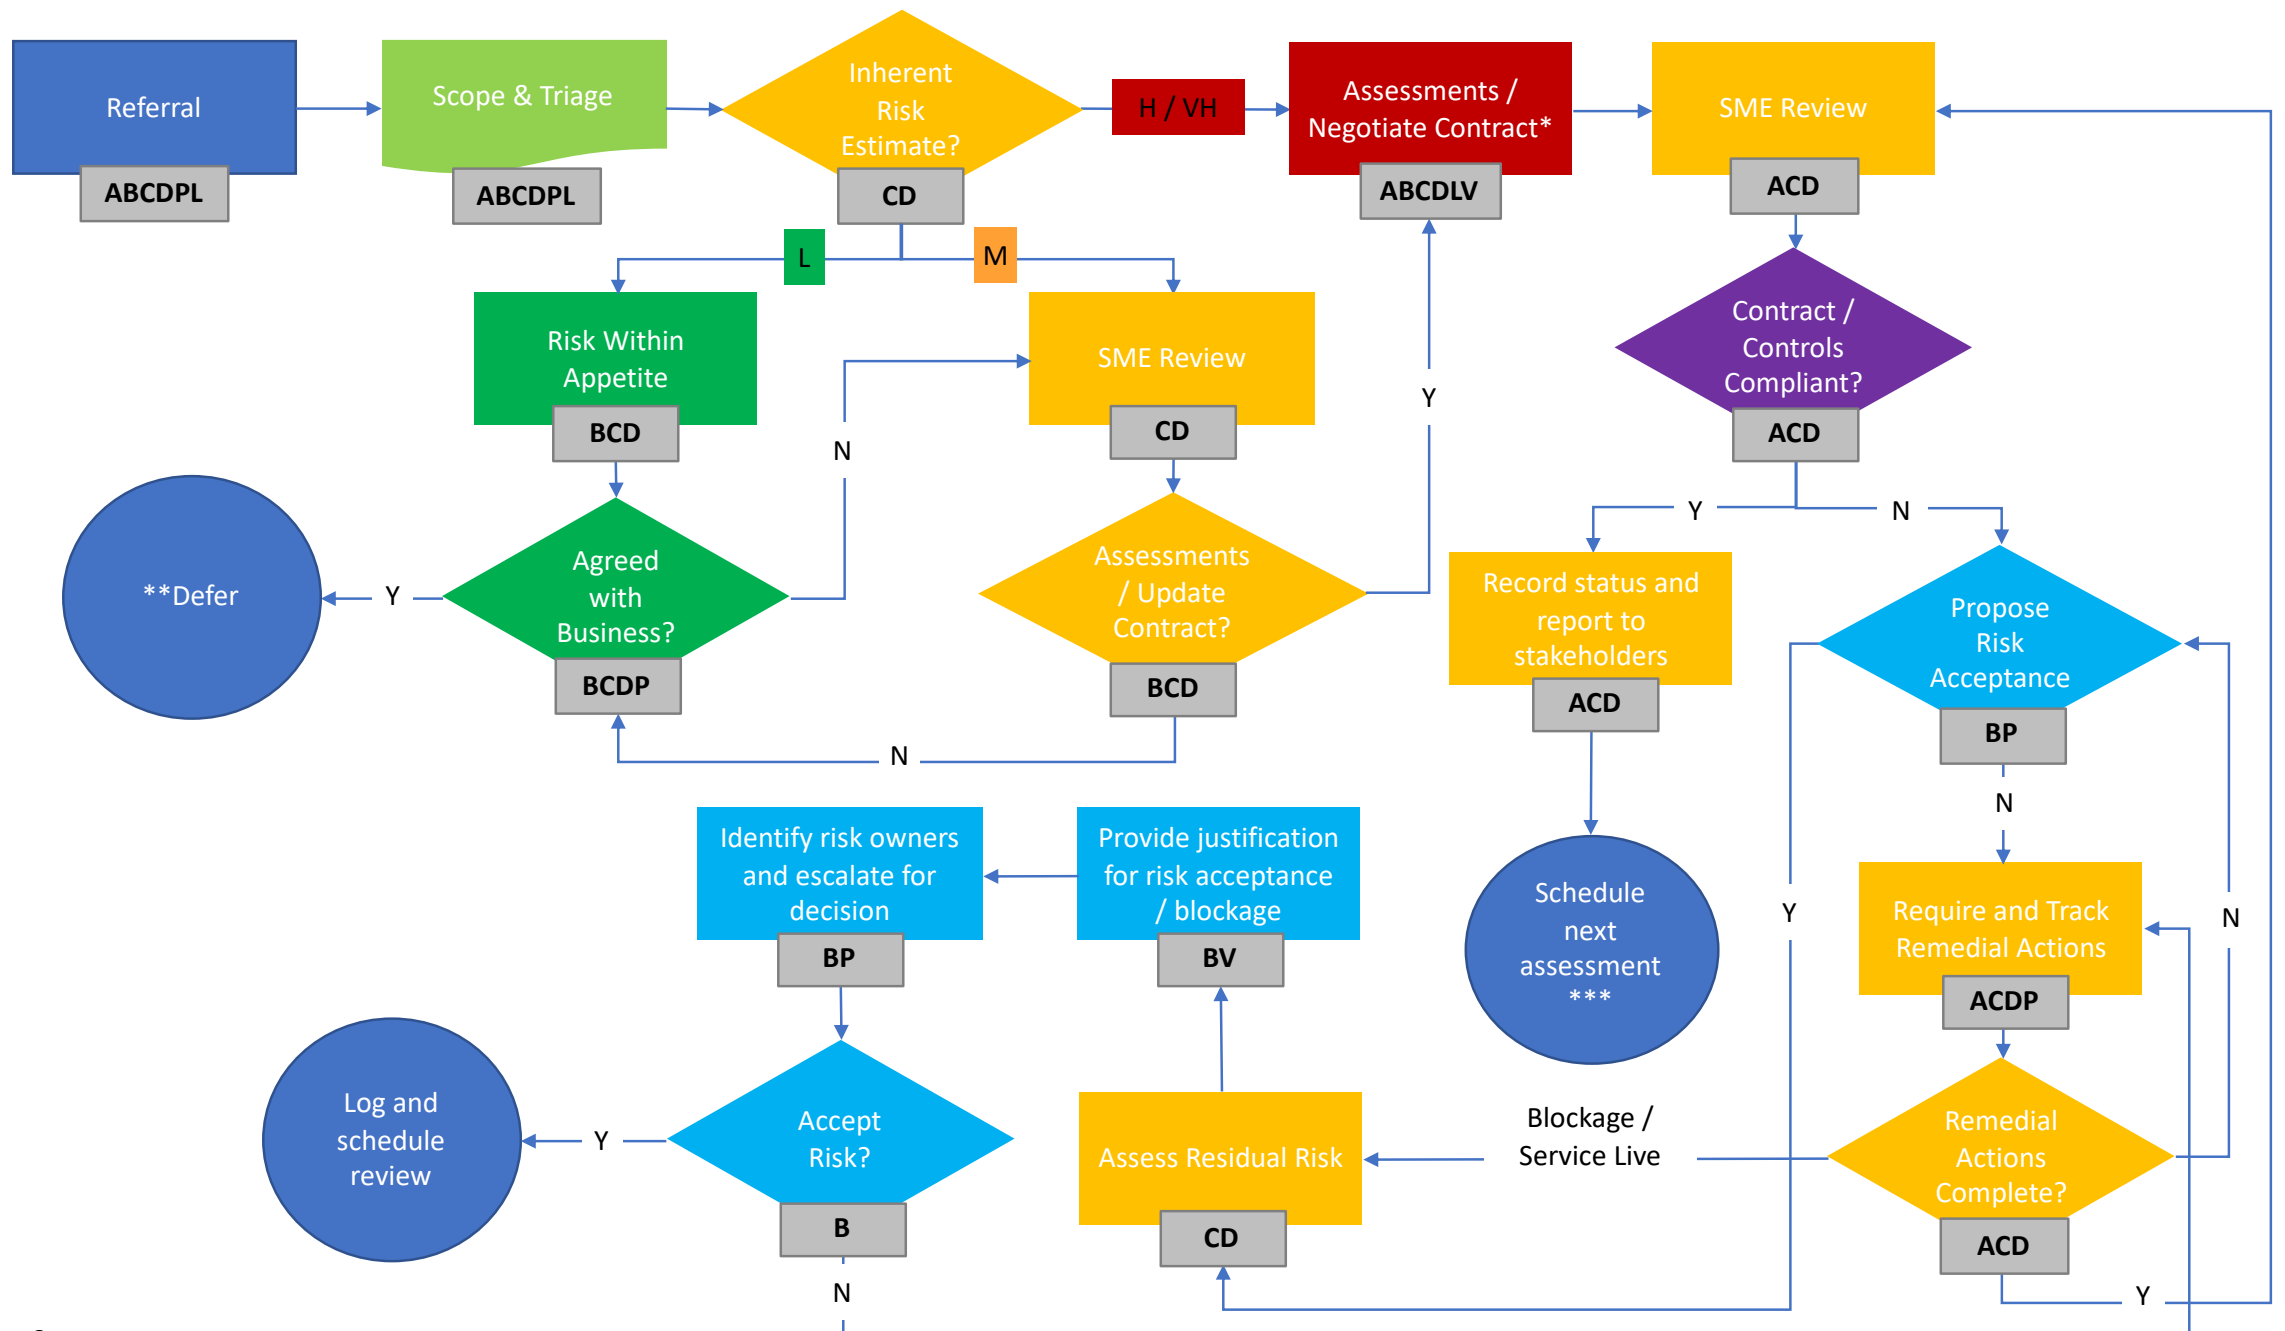 Referral
ABCDPL
Scope & Triage
ABCDPL
Inherent
Risk
Estimate?
CD
H / VH
Assessments /
Negotiate Contract*
ABCDLV
SME Review
ACD
L
M
Risk Within
Appetite
BCD
N
SME Review
CD
Y
Contract /
Controls
Compliant?
ACD
**Defer
Y
Agreed
with
Business?
BCDP
Assessments
/ Update
Contract?
BCD
N
Y
N
Record status and
report to
stakeholders
ACD
Propose
Risk
Acceptance
BP
N
Identify risk owners
and escalate for
decision
BP
Provide justification
for risk acceptance
/ blockage
BV
Schedule
next
assessment
***
Y
Require and Track
Remedial Actions
ACDP
N
Log and
schedule
review
Y
Accept
Risk?
B
N
Assess Residual Risk
CD
Blockage /
Service Live
Remedial
Actions
Complete?
ACD
Y